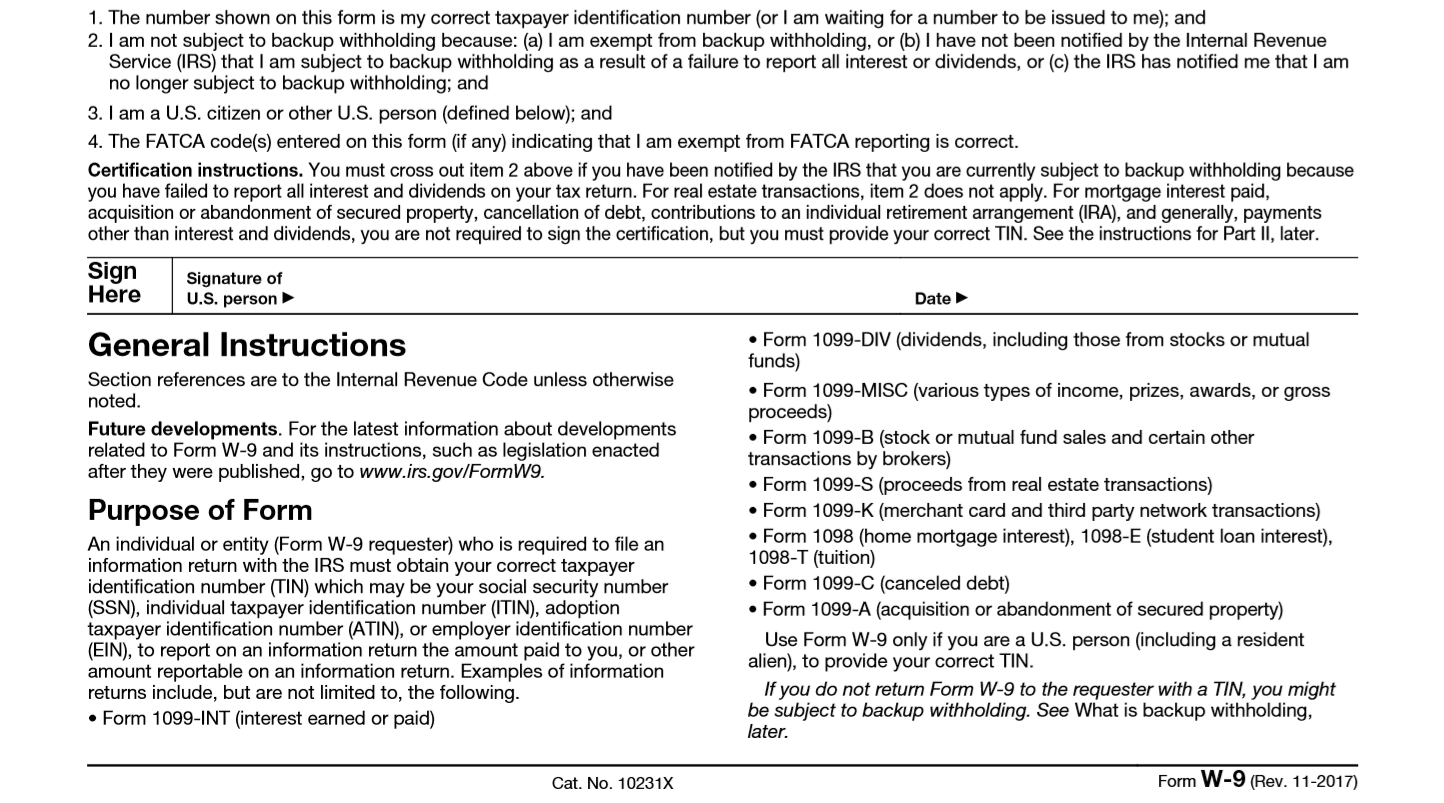 1. The number shown on this form is my correct taxpayer identification number (or I am waiting for a number to be issued to me); and
2. I am not subject to backup withholding because: (a) I am exempt from backup withholding, or (b) I have not been notified by the Internal Revenue
Service (IRS) that I am subject to backup withholding as a result of a failure to report all interest or dividends, or (c) the IRS has notified me that I am
no longer subject to backup withholding; and
3. I am a U.S. citizen or other U.S. person (defined below); and
4. The FATCA code(s) entered on this form (if any) indicating that I am exempt from FATCA reporting is correct.
Certification instructions. You must cross out item 2 above if you have been notified by the IRS that you are currently subject to backup withholding because
you have failed to report all interest and dividends on your tax return. For real estate transactions, item 2 does not apply. For mortgage interest paid,
acquisition or abandonment of secured property, cancellation of debt, contributions to an individual retirement arrangement (IRA), and generally, payments
other than interest and dividends, you are not required to sign the certification, but you must provide your correct TIN. See the instructions for Part II, later.
Sign
Here
Signature of
U.S. person ▶
Date ▶
General Instructions
Section references are to the Internal Revenue Code unless otherwise
noted.
Future developments. For the latest information about developments
related to Form W-9 and its instructions, such as legislation enacted
after they were published, go to www.irs.gov/FormW9.
Purpose of Form
An individual or entity (Form W-9 requester) who is required to file an
information return with the IRS must obtain your correct taxpayer
identification number (TIN) which may be your social security number
(SSN), individual taxpayer identification number (ITIN), adoption
taxpayer identification number (ATIN), or employer identification number
(EIN), to report on an information return the amount paid to you, or other
amount reportable on an information return. Examples of information
returns include, but are not limited to, the following.
• Form 1099-INT (interest earned or paid)
• Form 1099-DIV (dividends, including those from stocks or mutual
funds)
• Form 1099-MISC (various types of income, prizes, awards, or gross
proceeds)
• Form 1099-B (stock or mutual fund sales and certain other
transactions by brokers)
• Form 1099-S (proceeds from real estate transactions)
• Form 1099-K (merchant card and third party network transactions)
• Form 1098 (home mortgage interest), 1098-E (student loan interest),
1098-T (tuition)
• Form 1099-C (canceled debt)
• Form 1099-A (acquisition or abandonment of secured property)
Use Form W-9 only if you are a U.S. person (including a resident
alien), to provide your correct TIN.
If you do not return Form W-9 to the requester with a TIN, you might
be subject to backup withholding. See What is backup withholding,
later.
Cat. No. 10231X
Form W-9 (Rev. 11-2017)